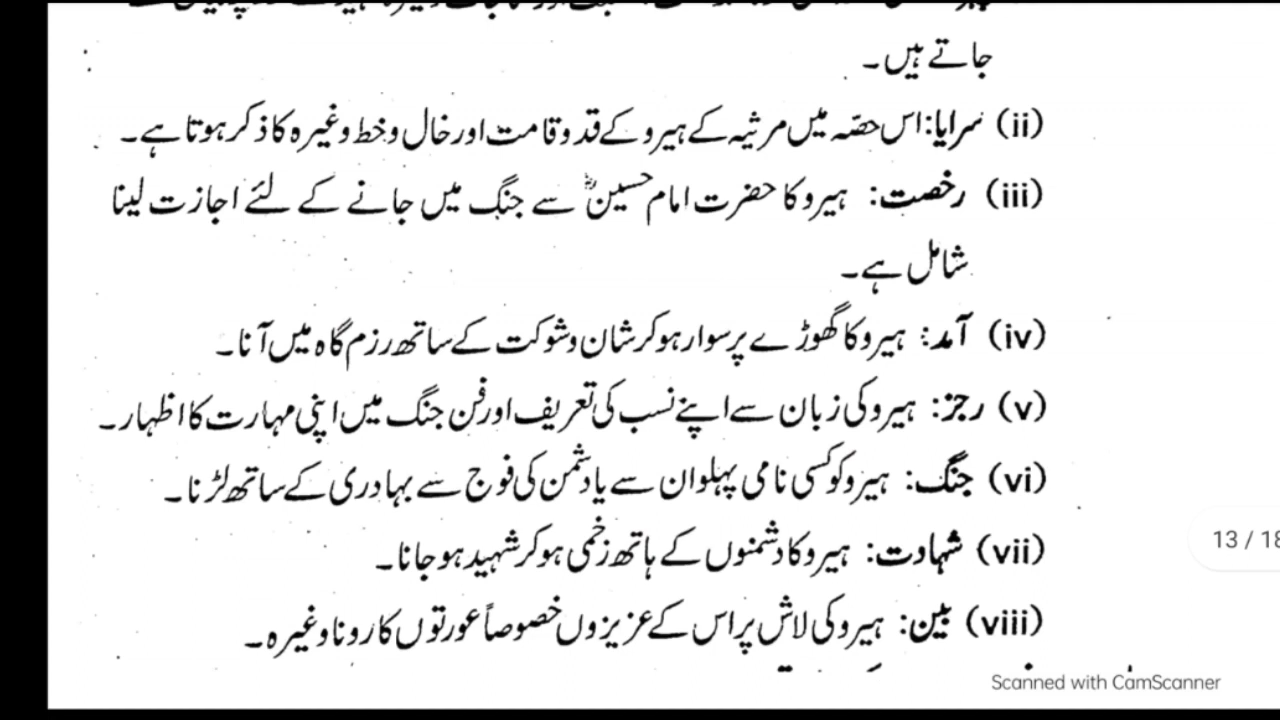 جاتے ہیں۔
(ii) سراپا: اس حصّہ میں مرثیہ کے ہیرو کے قد و قامت اور خال و خط وغیرہ کا ذکر ہوتا ہے۔
(iii) رخصت: ہیرو کا حضرت امام حسینؓ سے جنگ میں جانے کے لئے اجازت لینا
شامل ہے۔
(iv) آمد: ہیرو کا گھوڑے پر سوار ہو کر شان و شوکت کے ساتھ رزم گاہ میں آنا۔
(v) رجز: ہیرو کی زبان سے اپنے نسب کی تعریف اور فن جنگ میں اپنی مہارت کا اظہار۔
(vi) جنگ: ہیرو کو کسی نامی پہلوان سے یا دشمن کی فوج سے بہادری کے ساتھ لڑنا۔
(vii) شہادت: ہیرو کا دشمنوں کے ہاتھ زخمی ہو کر شہید ہو جانا۔
(viii) بین: ہیرو کی لاش پر اس کے عزیزوں خصوصاً عورتوں کا رونا وغیرہ۔
13 / 18
Scanned with CamScanner